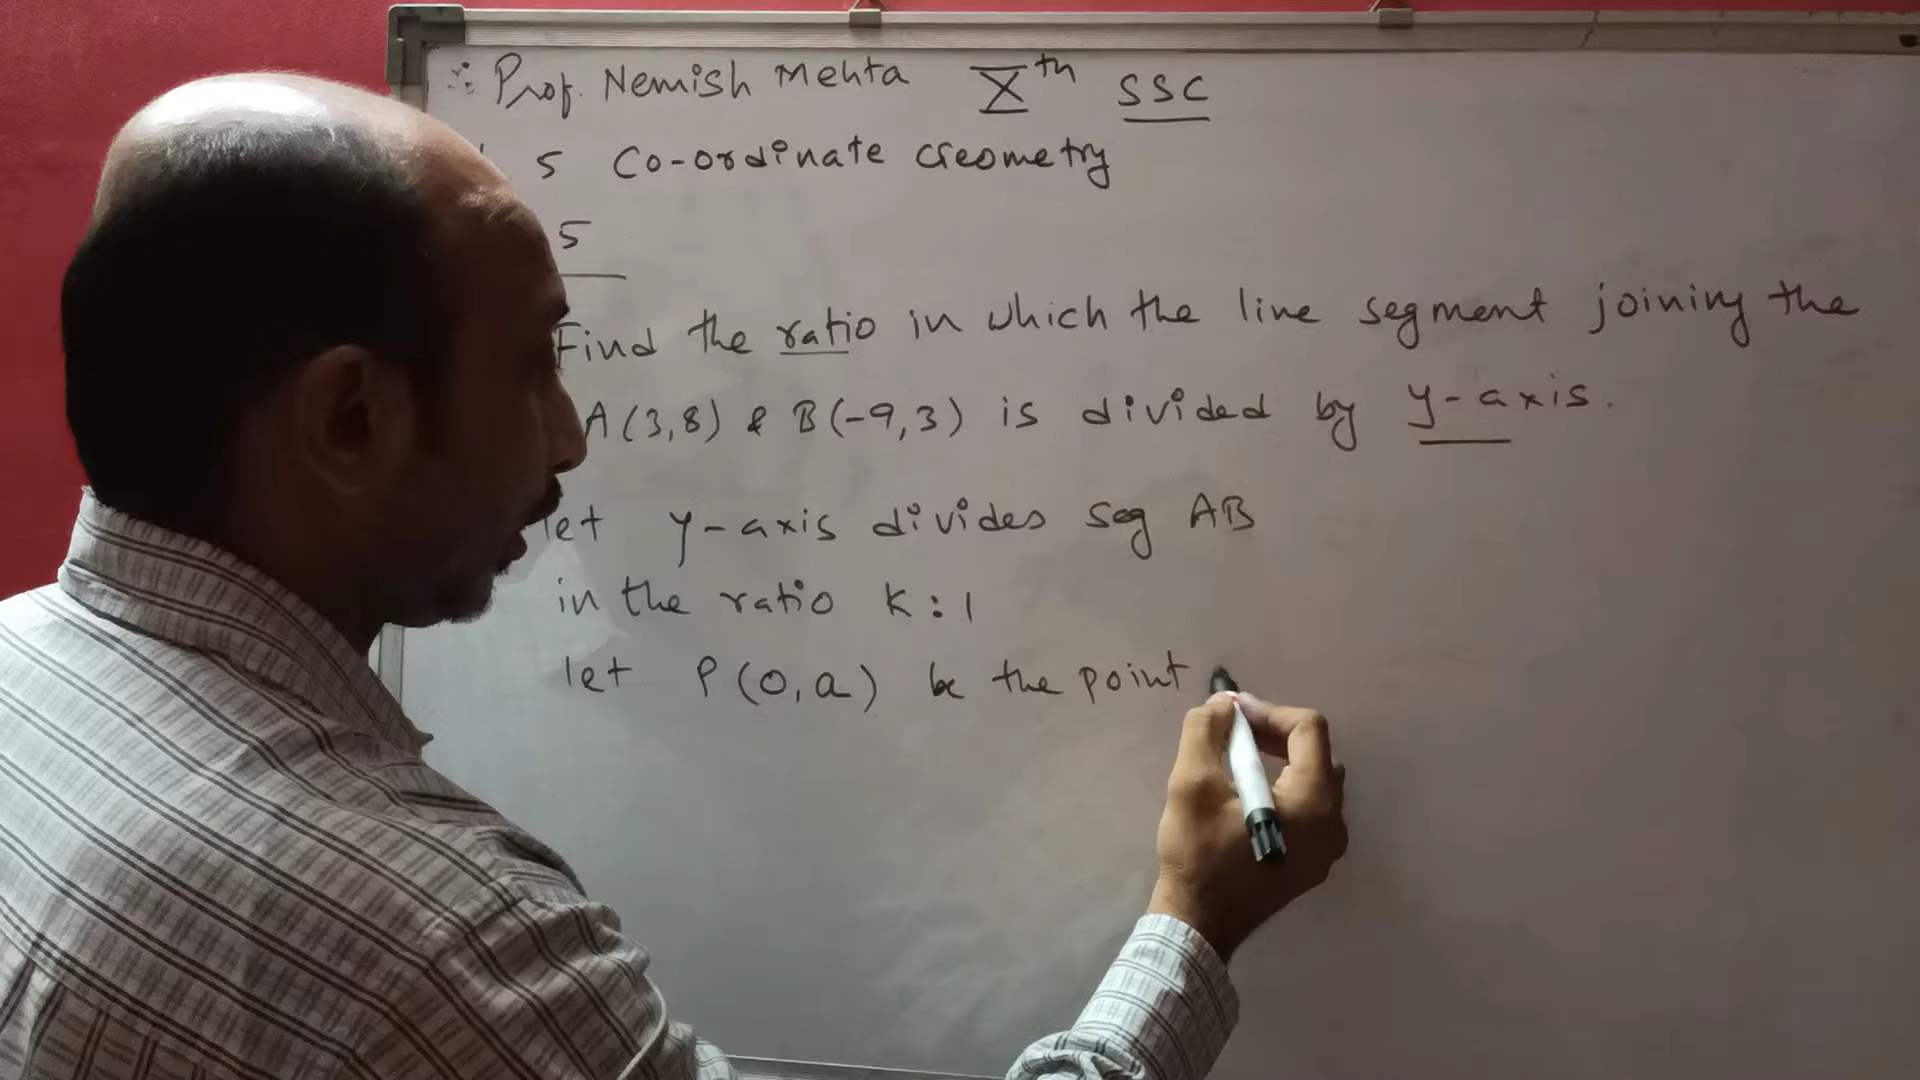 ∴ Prof. Nemish Mehta Xth SSC
5 Co-ordinate Geometry
5
Find the ratio in which the line segment joining the
A(3,8) & B(-9,3) is divided by y-axis.
let y-axis divides seg AB
in the ratio K:1
let P(0,a) be the point